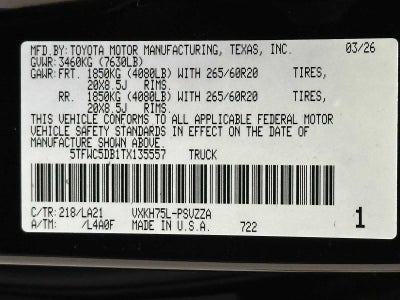 MFD.BY: TOYOTA MOTOR MANUFACTURING, TEXAS, INC. 03/26
GVWR: 3460KG (7630LB)
GAWR: FRT. 1850KG (4080LB) WITH 265/60R20 TIRES,
20X8.5J RIMS.
RR. 1850KG (4080LB) WITH 265/60R20 TIRES,
20X8.5J RIMS.
THIS VEHICLE CONFORMS TO ALL APPLICABLE FEDERAL MOTOR
VEHICLE SAFETY STANDARDS IN EFFECT ON THE DATE OF
MANUFACTURE SHOWN ABOVE.
5TFWC5DB1TX135557 TRUCK
C/TR: 218/LA21 VXKH75L-PSVZZA
A/TM: /L4A0F MADE IN U.S.A. 722 1